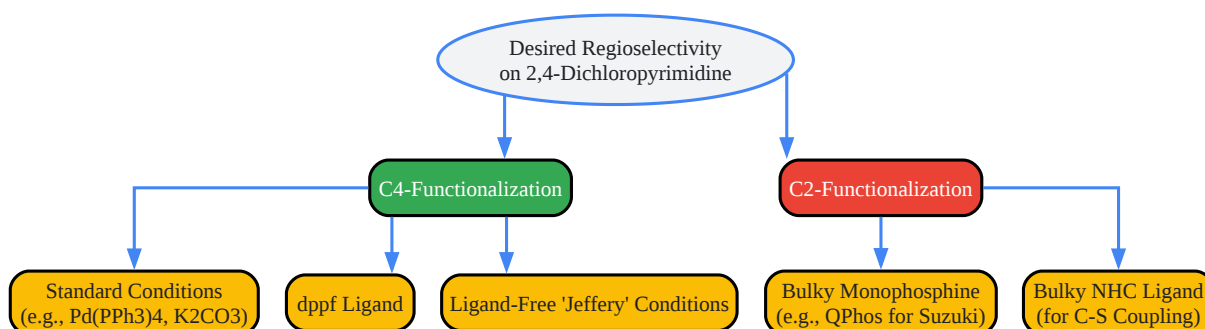 Desired Regioselectivity
on 2,4-Dichloropyrimidine
C4-Functionalization
C2-Functionalization
Standard Conditions
(e.g., Pd(PPh3)4, K2CO3)
dppf Ligand
Ligand-Free 'Jeffery' Conditions
Bulky Monophosphine
(e.g., QPhos for Suzuki)
Bulky NHC Ligand
(for C-S Coupling)